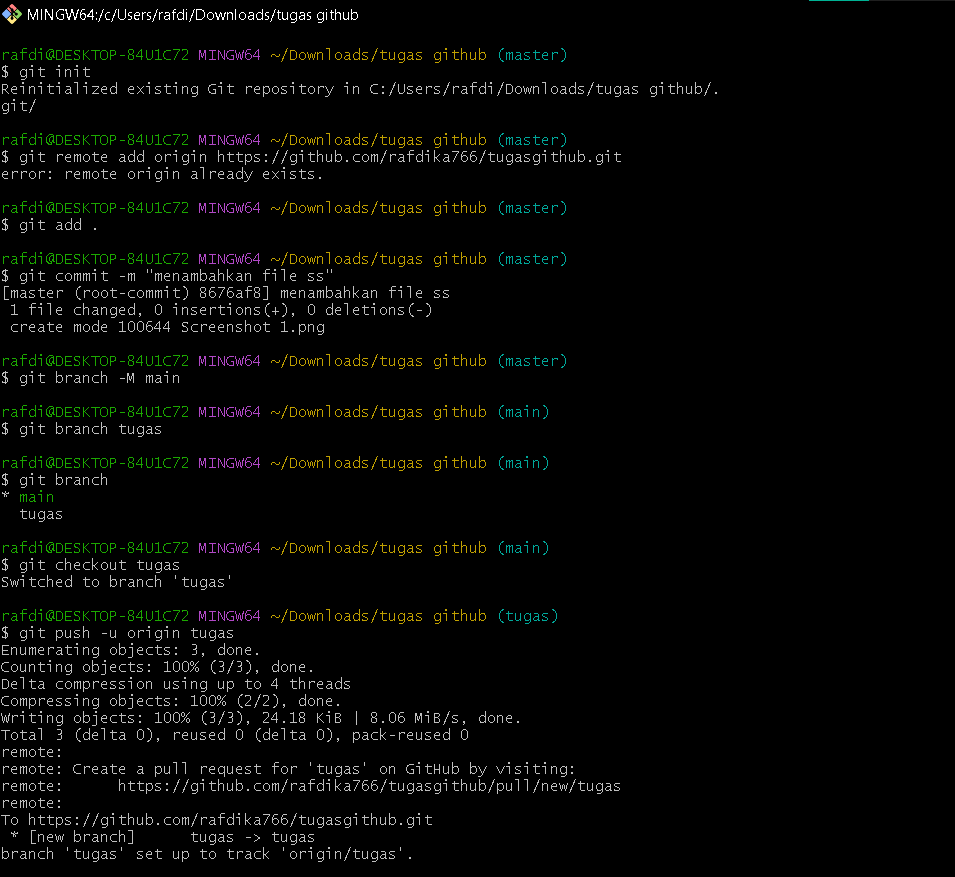 MINGW64:/c/Users/rafdi/Downloads/tugas github
rafdi@DESKTOP-84U1C72 MINGW64 ~/Downloads/tugas github (master)
$ git init
Reinitialized existing Git repository in C:/Users/rafdi/Downloads/tugas github/.
git/
rafdi@DESKTOP-84U1C72 MINGW64 ~/Downloads/tugas github (master)
$ git remote add origin https://github.com/rafdika766/tugasgithub.git
error: remote origin already exists.
rafdi@DESKTOP-84U1C72 MINGW64 ~/Downloads/tugas github (master)
$ git add .
rafdi@DESKTOP-84U1C72 MINGW64 ~/Downloads/tugas github (master)
$ git commit -m "menambahkan file ss"
[master (root-commit) 8676af8] menambahkan file ss
 1 file changed, 0 insertions(+), 0 deletions(-)
 create mode 100644 Screenshot 1.png
rafdi@DESKTOP-84U1C72 MINGW64 ~/Downloads/tugas github (master)
$ git branch -M main
rafdi@DESKTOP-84U1C72 MINGW64 ~/Downloads/tugas github (main)
$ git branch tugas
rafdi@DESKTOP-84U1C72 MINGW64 ~/Downloads/tugas github (main)
$ git branch
* main
  tugas
rafdi@DESKTOP-84U1C72 MINGW64 ~/Downloads/tugas github (main)
$ git checkout tugas
Switched to branch 'tugas'
rafdi@DESKTOP-84U1C72 MINGW64 ~/Downloads/tugas github (tugas)
$ git push -u origin tugas
Enumerating objects: 3, done.
Counting objects: 100% (3/3), done.
Delta compression using up to 4 threads
Compressing objects: 100% (2/2), done.
Writing objects: 100% (3/3), 24.18 KiB | 8.06 MiB/s, done.
Total 3 (delta 0), reused 0 (delta 0), pack-reused 0
remote:
remote: Create a pull request for 'tugas' on GitHub by visiting:
remote:      https://github.com/rafdika766/tugasgithub/pull/new/tugas
remote:
To https://github.com/rafdika766/tugasgithub.git
 * [new branch]      tugas -> tugas
branch 'tugas' set up to track 'origin/tugas'.